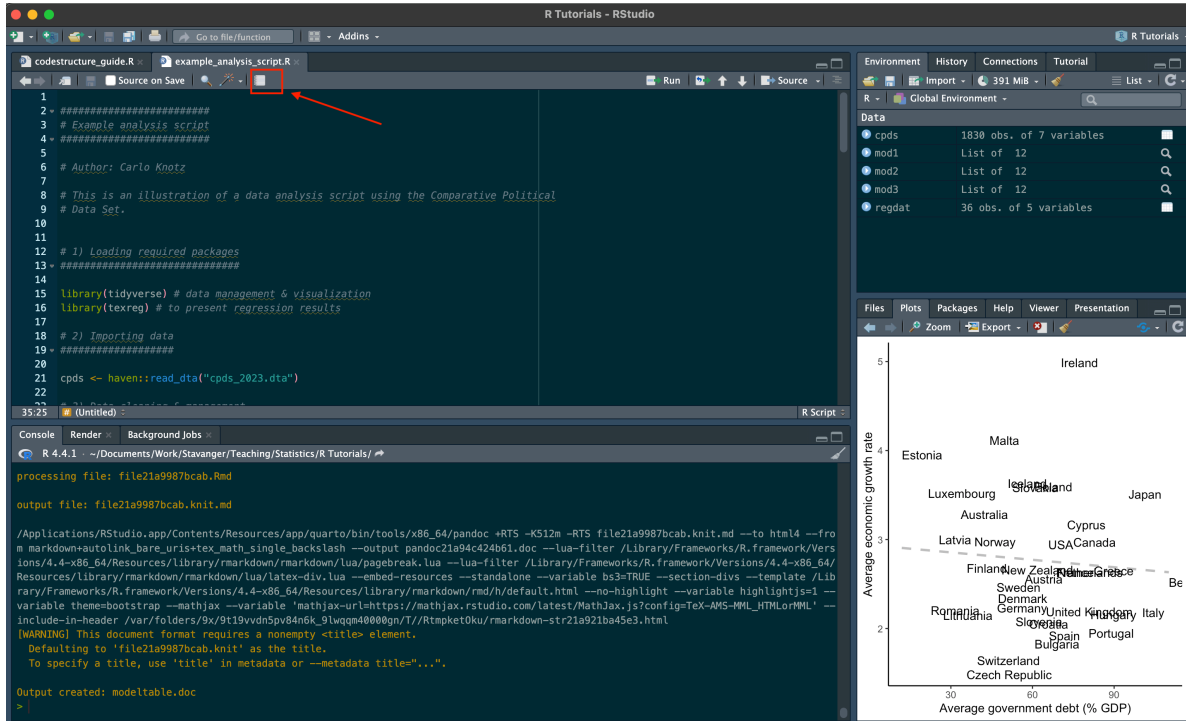 R Tutorials - RStudio
Go to file/function
Addins
R Tutorials
codestructure_guide.R
example_analysis_script.R
Source on Save
Run
Source
1
2 #########################
3 # Example analysis script
4 #########################
5
6 # Author: Carlo Knotz
7
8 # This is an illustration of a data analysis script using the Comparative Political
9 # Data Set.
10
11
12 # 1) Loading required packages
13 ##############################
14
15 library(tidyverse) # data management & visualization
16 library(texreg) # to present regression results
17
18 # 2) Importing data
19 ###################
20
21 cpds <- haven::read_dta("cpds_2023.dta")
22
35:25
# (Untitled)
R Script
Console
Render
Background Jobs
R 4.4.1 · ~/Documents/Work/Stavanger/Teaching/Statistics/R Tutorials/
processing file: file21a9987bcab.Rmd
output file: file21a9987bcab.knit.md
/Applications/RStudio.app/Contents/Resources/app/quarto/bin/tools/x86_64/pandoc +RTS -K512m -RTS file21a9987bcab.knit.md --to html4 --fro
m markdown+autolink_bare_uris+tex_math_single_backslash --output pandoc21a94c424b61.doc --lua-filter /Library/Frameworks/R.framework/Vers
ions/4.4-x86_64/Resources/library/rmarkdown/rmarkdown/lua/pagebreak.lua --lua-filter /Library/Frameworks/R.framework/Versions/4.4-x86_64/
Resources/library/rmarkdown/rmarkdown/lua/latex-div.lua --embed-resources --standalone --variable bs3=TRUE --section-divs --template /Lib
rary/Frameworks/R.framework/Versions/4.4-x86_64/Resources/library/rmarkdown/rmd/h/default.html --no-highlight --variable highlightjs=1 --
variable theme=bootstrap --mathjax --variable 'mathjax-url=https://mathjax.rstudio.com/latest/MathJax.js?config=TeX-AMS-MML_HTMLorMML' --
include-in-header /var/folders/9x/9t19vvdn5pv84n6k_9lwqqm40000gn/T//RtmpketOku/rmarkdown-str21a921ba45e3.html
[WARNING] This document format requires a nonempty <title> element.
Defaulting to 'file21a9987bcab.knit' as the title.
To specify a title, use 'title' in metadata or --metadata title="...".
Output created: modeltable.doc
>
Environment
History
Connections
Tutorial
Import
391 MiB
List
R
Global Environment
Data
cpds 1830 obs. of 7 variables
mod1 List of 12
mod2 List of 12
mod3 List of 12
regdat 36 obs. of 5 variables
Files
Plots
Packages
Help
Viewer
Presentation
Zoom
Export
Average economic growth rate
5
4
3
2
Ireland
Malta
Estonia
Iceland
Slovakia
Luxembourg
Japan
Australia
Cyprus
Latvia
Norway
USA
Canada
Finland
New Zealand
Netherlands
Greece
Austria
Be
Sweden
Denmark
Romania
Germany
United Kingdom
Hungary
Italy
Lithuania
Slovenia
Croatia
Spain
Portugal
Bulgaria
Switzerland
Czech Republic
30
60
90
Average government debt (% GDP)